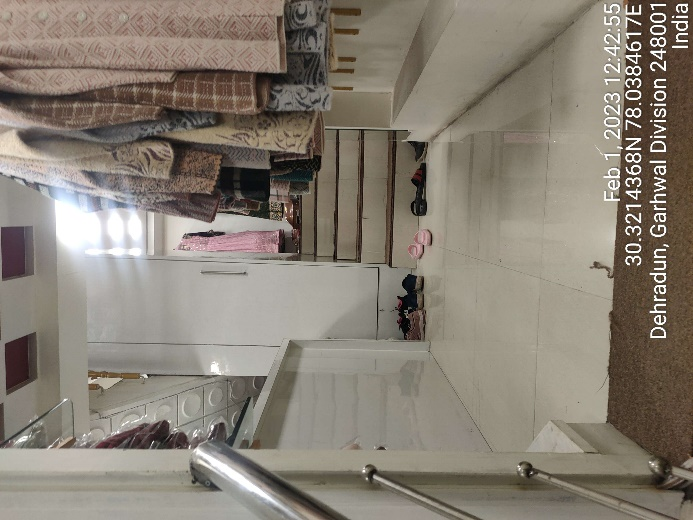 Feb 1, 2023 12:42:55
30.3214368N 78.0384617E
Dehradun, Garhwal Division 248001
India